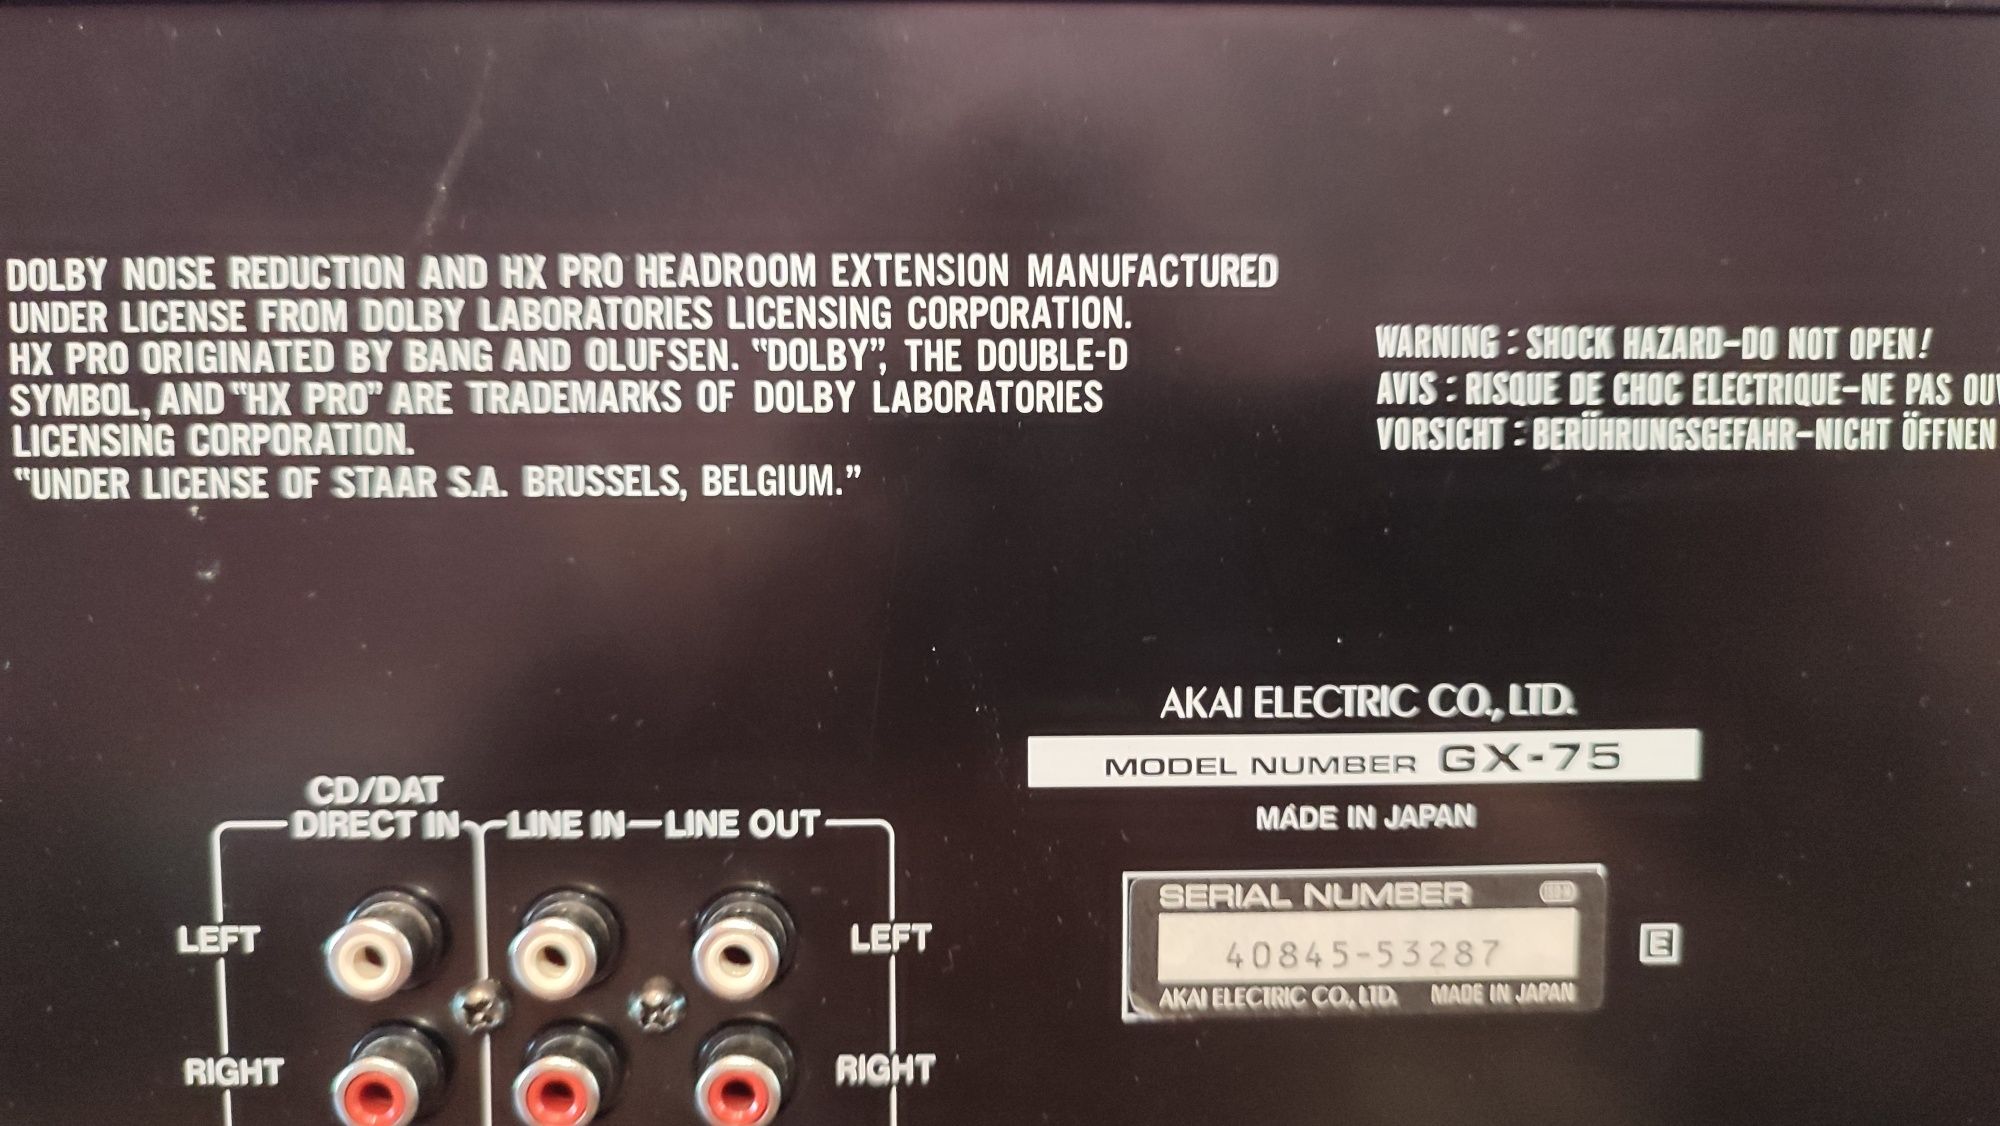 DOLBY NOISE REDUCTION AND HX PRO HEADROOM EXTENSION MANUFACTURED
UNDER LICENSE FROM DOLBY LABORATORIES LICENSING CORPORATION.
HX PRO ORIGINATED BY BANG AND OLUFSEN. "DOLBY", THE DOUBLE-D
SYMBOL, AND "HX PRO" ARE TRADEMARKS OF DOLBY LABORATORIES
LICENSING CORPORATION.
"UNDER LICENSE OF STAAR S.A. BRUSSELS, BELGIUM."
WARNING : SHOCK HAZARD-DO NOT OPEN!
AVIS : RISQUE DE CHOC ELECTRIQUE-NE PAS OUV
VORSICHT : BERÜHRUNGSGEFAHR-NICHT ÖFFNEN
AKAI ELECTRIC CO., LTD.
MODEL NUMBER GX-75
MADE IN JAPAN
CD/DAT
DIRECT IN LINE IN LINE OUT
LEFT LEFT
RIGHT RIGHT
SERIAL NUMBER
40845-53287
AKAI ELECTRIC CO., LTD. MADE IN JAPAN
E